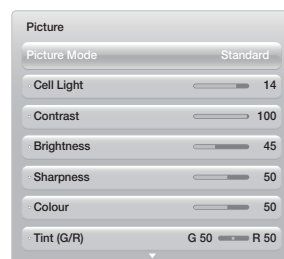 Picture
Picture Mode Standard
Cell Light 14
Contrast 100
Brightness 45
Sharpness 50
Colour 50
Tint (G/R) G 50 R 50